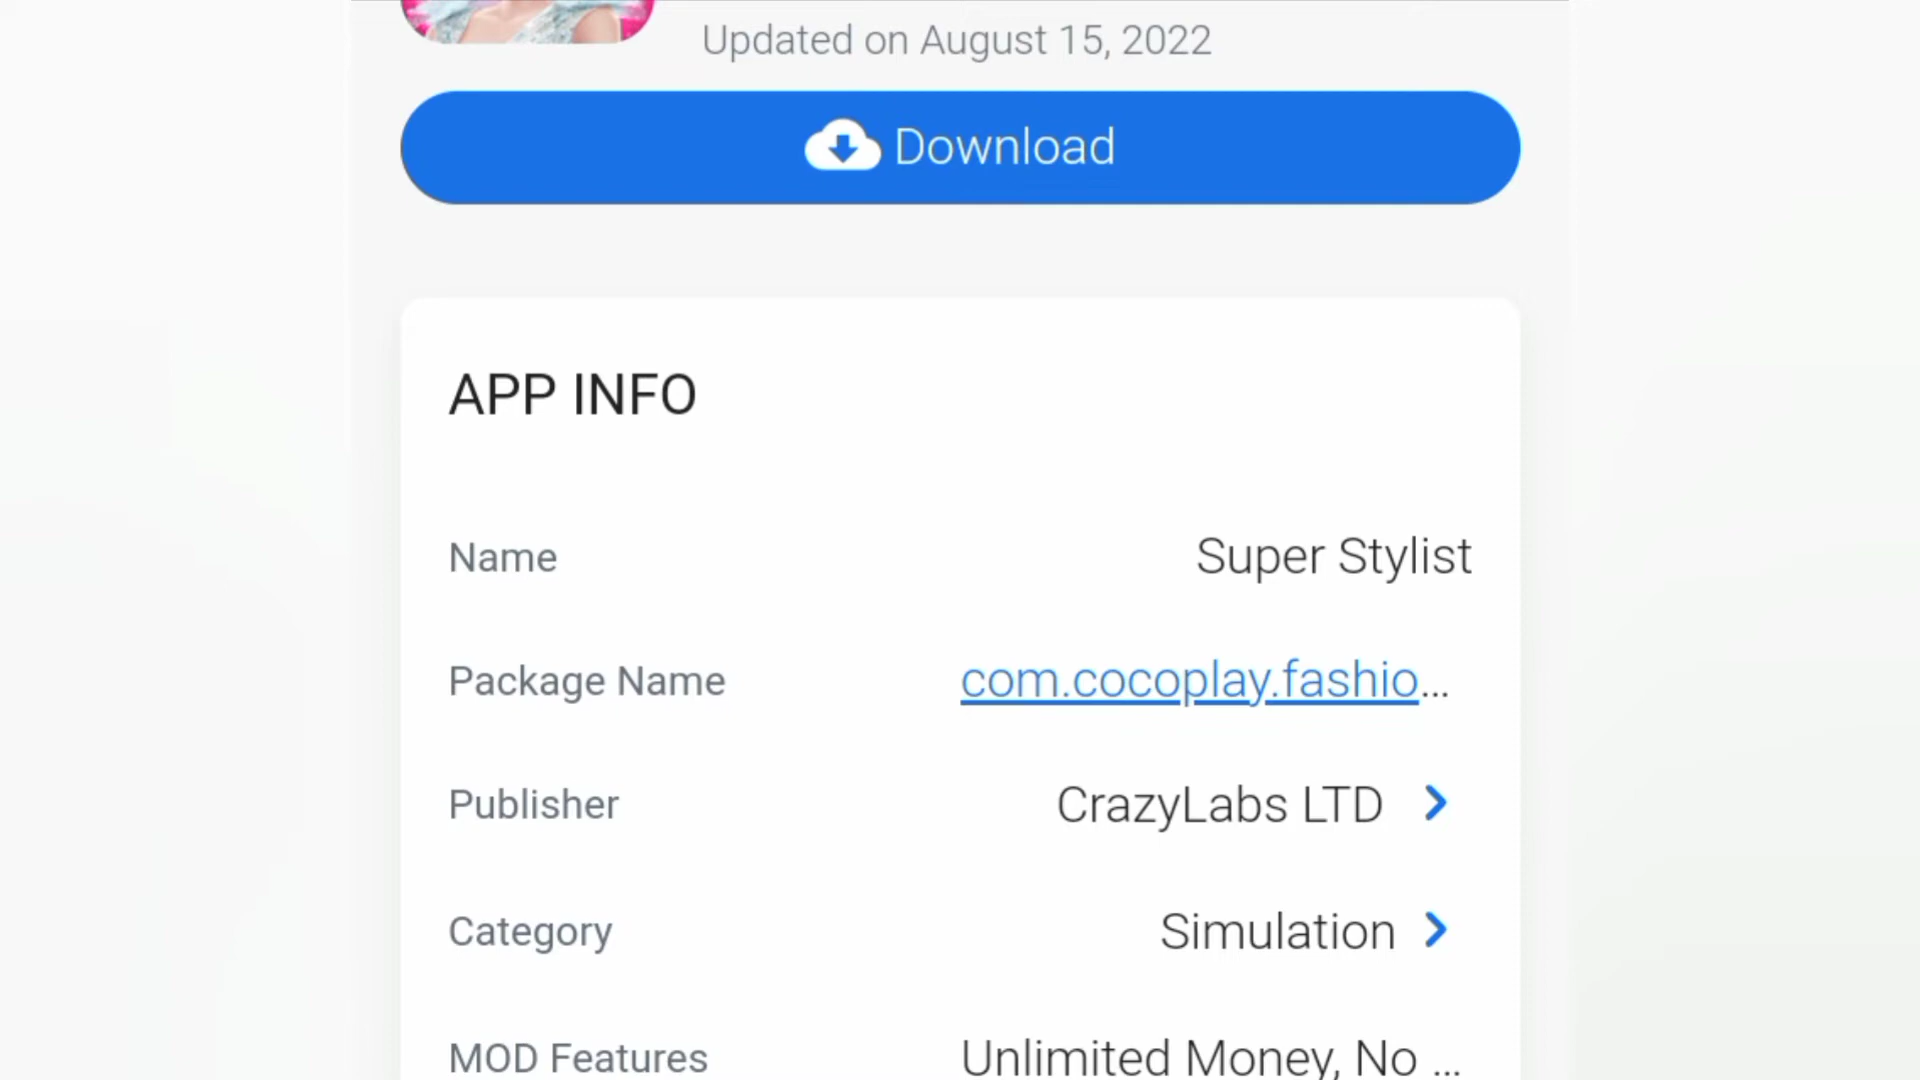 Updated on August 15, 2022
Download
APP INFO
Name Super Stylist
Package Name com.cocoplay.fashio...
Publisher CrazyLabs LTD
Category Simulation
MOD Features Unlimited Money, No ...